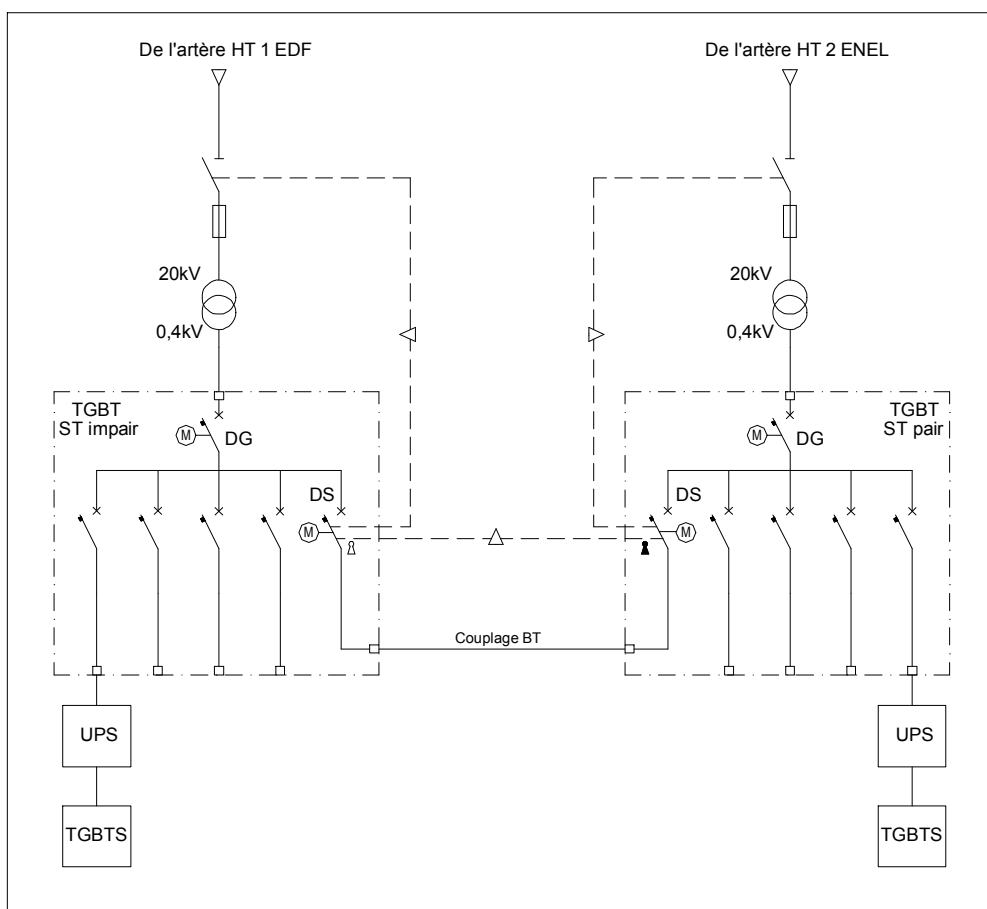 De l'artère HT 1 EDF
De l'artère HT 2 ENEL
20kV
0,4kV
20kV
0,4kV
TGBT
ST impair
M
DG
DS
M
TGBT
ST pair
M
DG
DS
M
Couplage BT
UPS
TGBTS
UPS
TGBTS